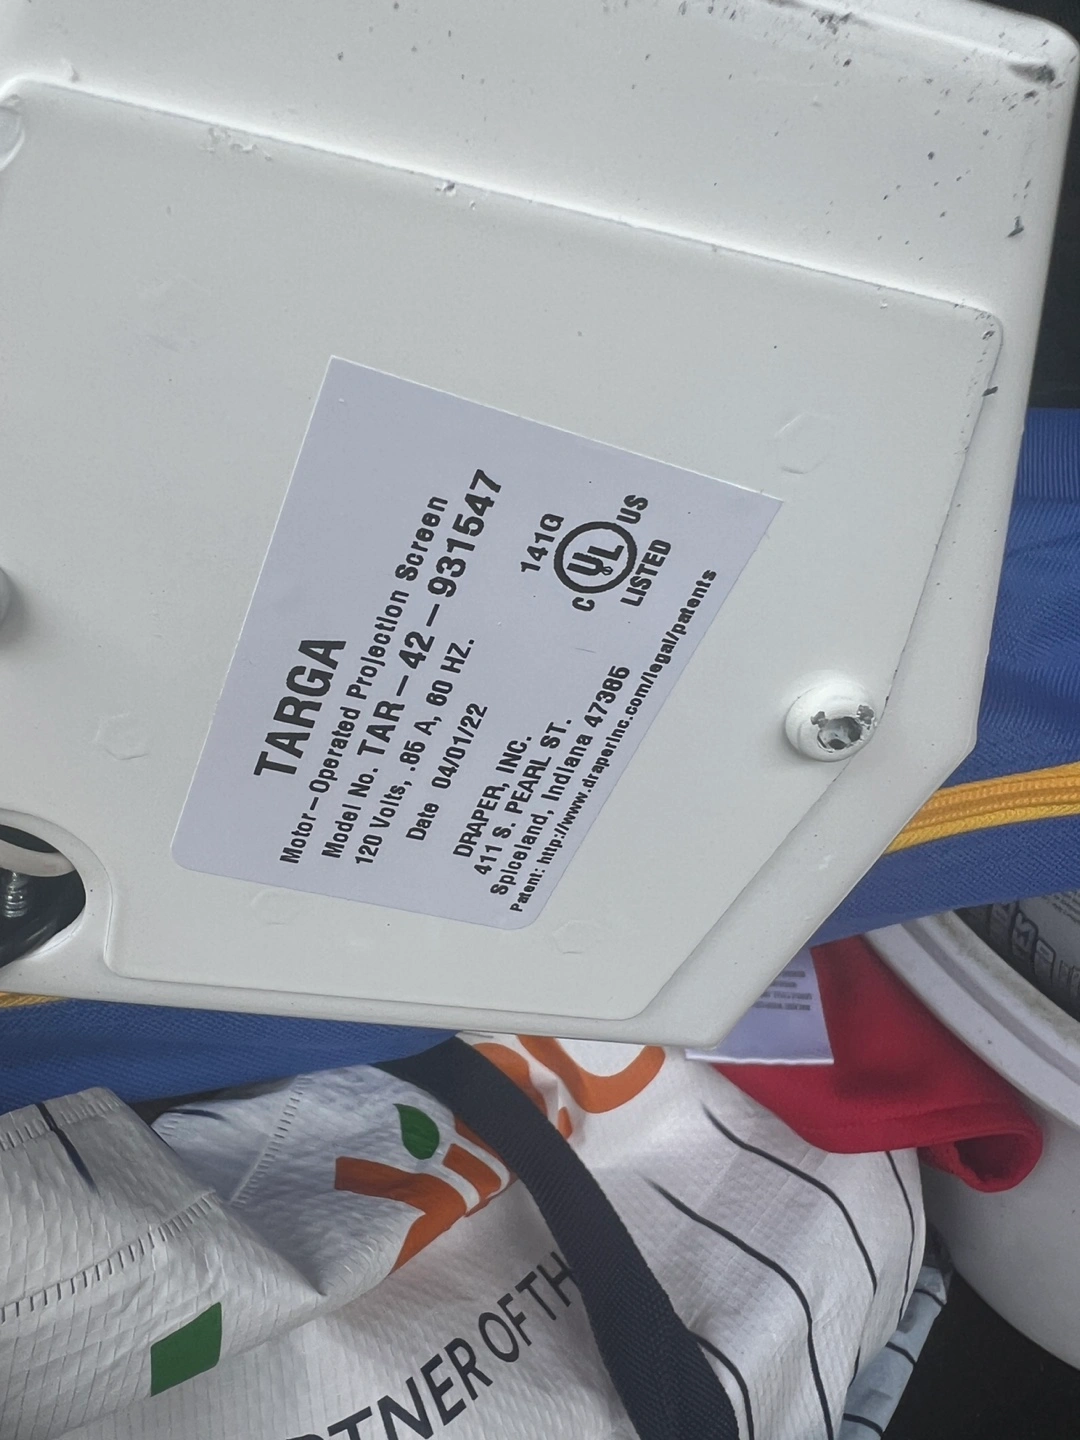 TARGA
Motor-Operated Projection Screen
Model No. TAR-42-931547
120 Volts, .85 A, 60 HZ.
Date 04/01/22
141G
C UL US
LISTED
DRAPER, INC.
411 S. PEARL ST.
Spiceland, Indiana 47385
Patent: http://www.draperinc.com/legal/patents
OF TH